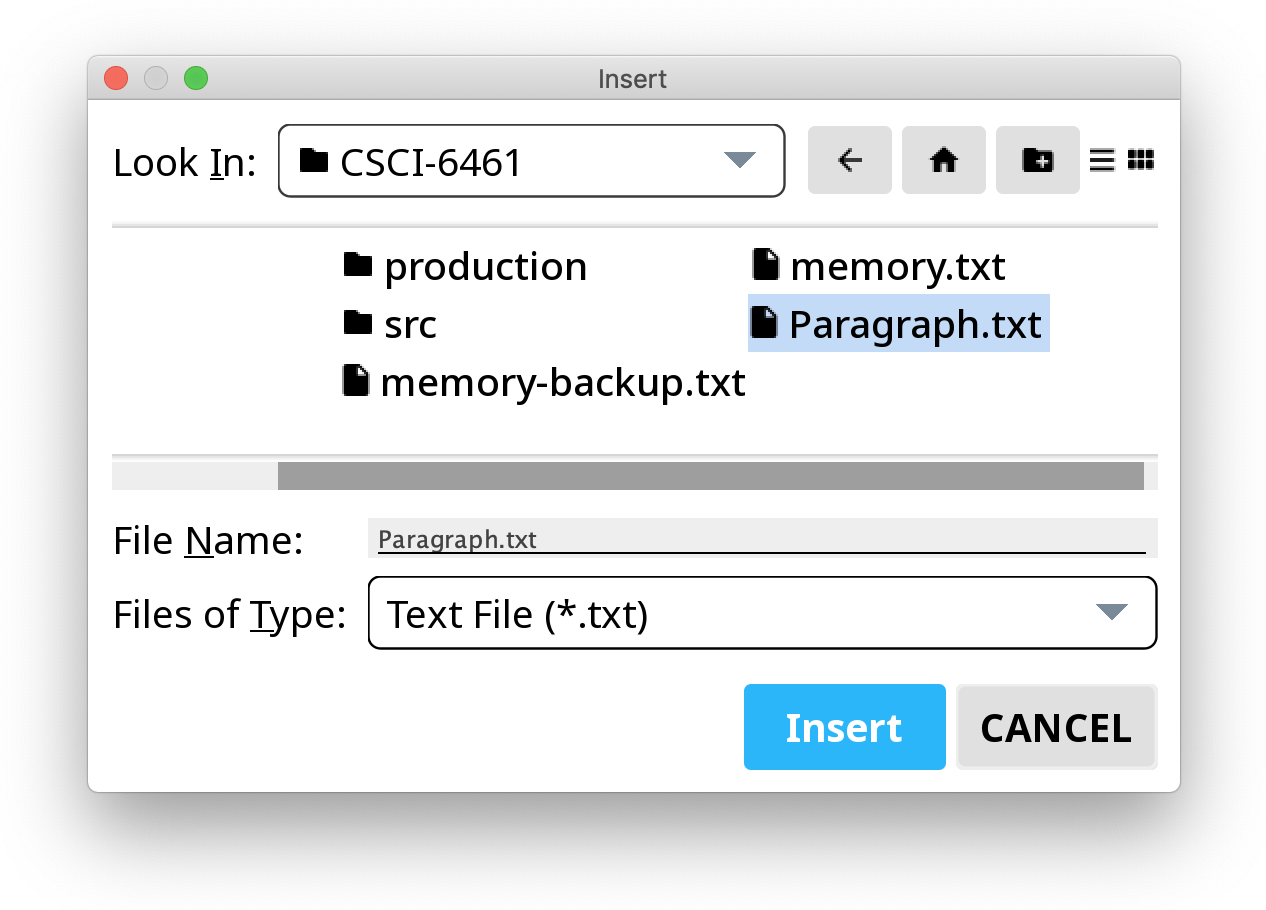 Insert
Look In: CSCI-6461
production memory.txt
src Paragraph.txt
memory-backup.txt
File Name: Paragraph.txt
Files of Type: Text File (*.txt)
Insert CANCEL